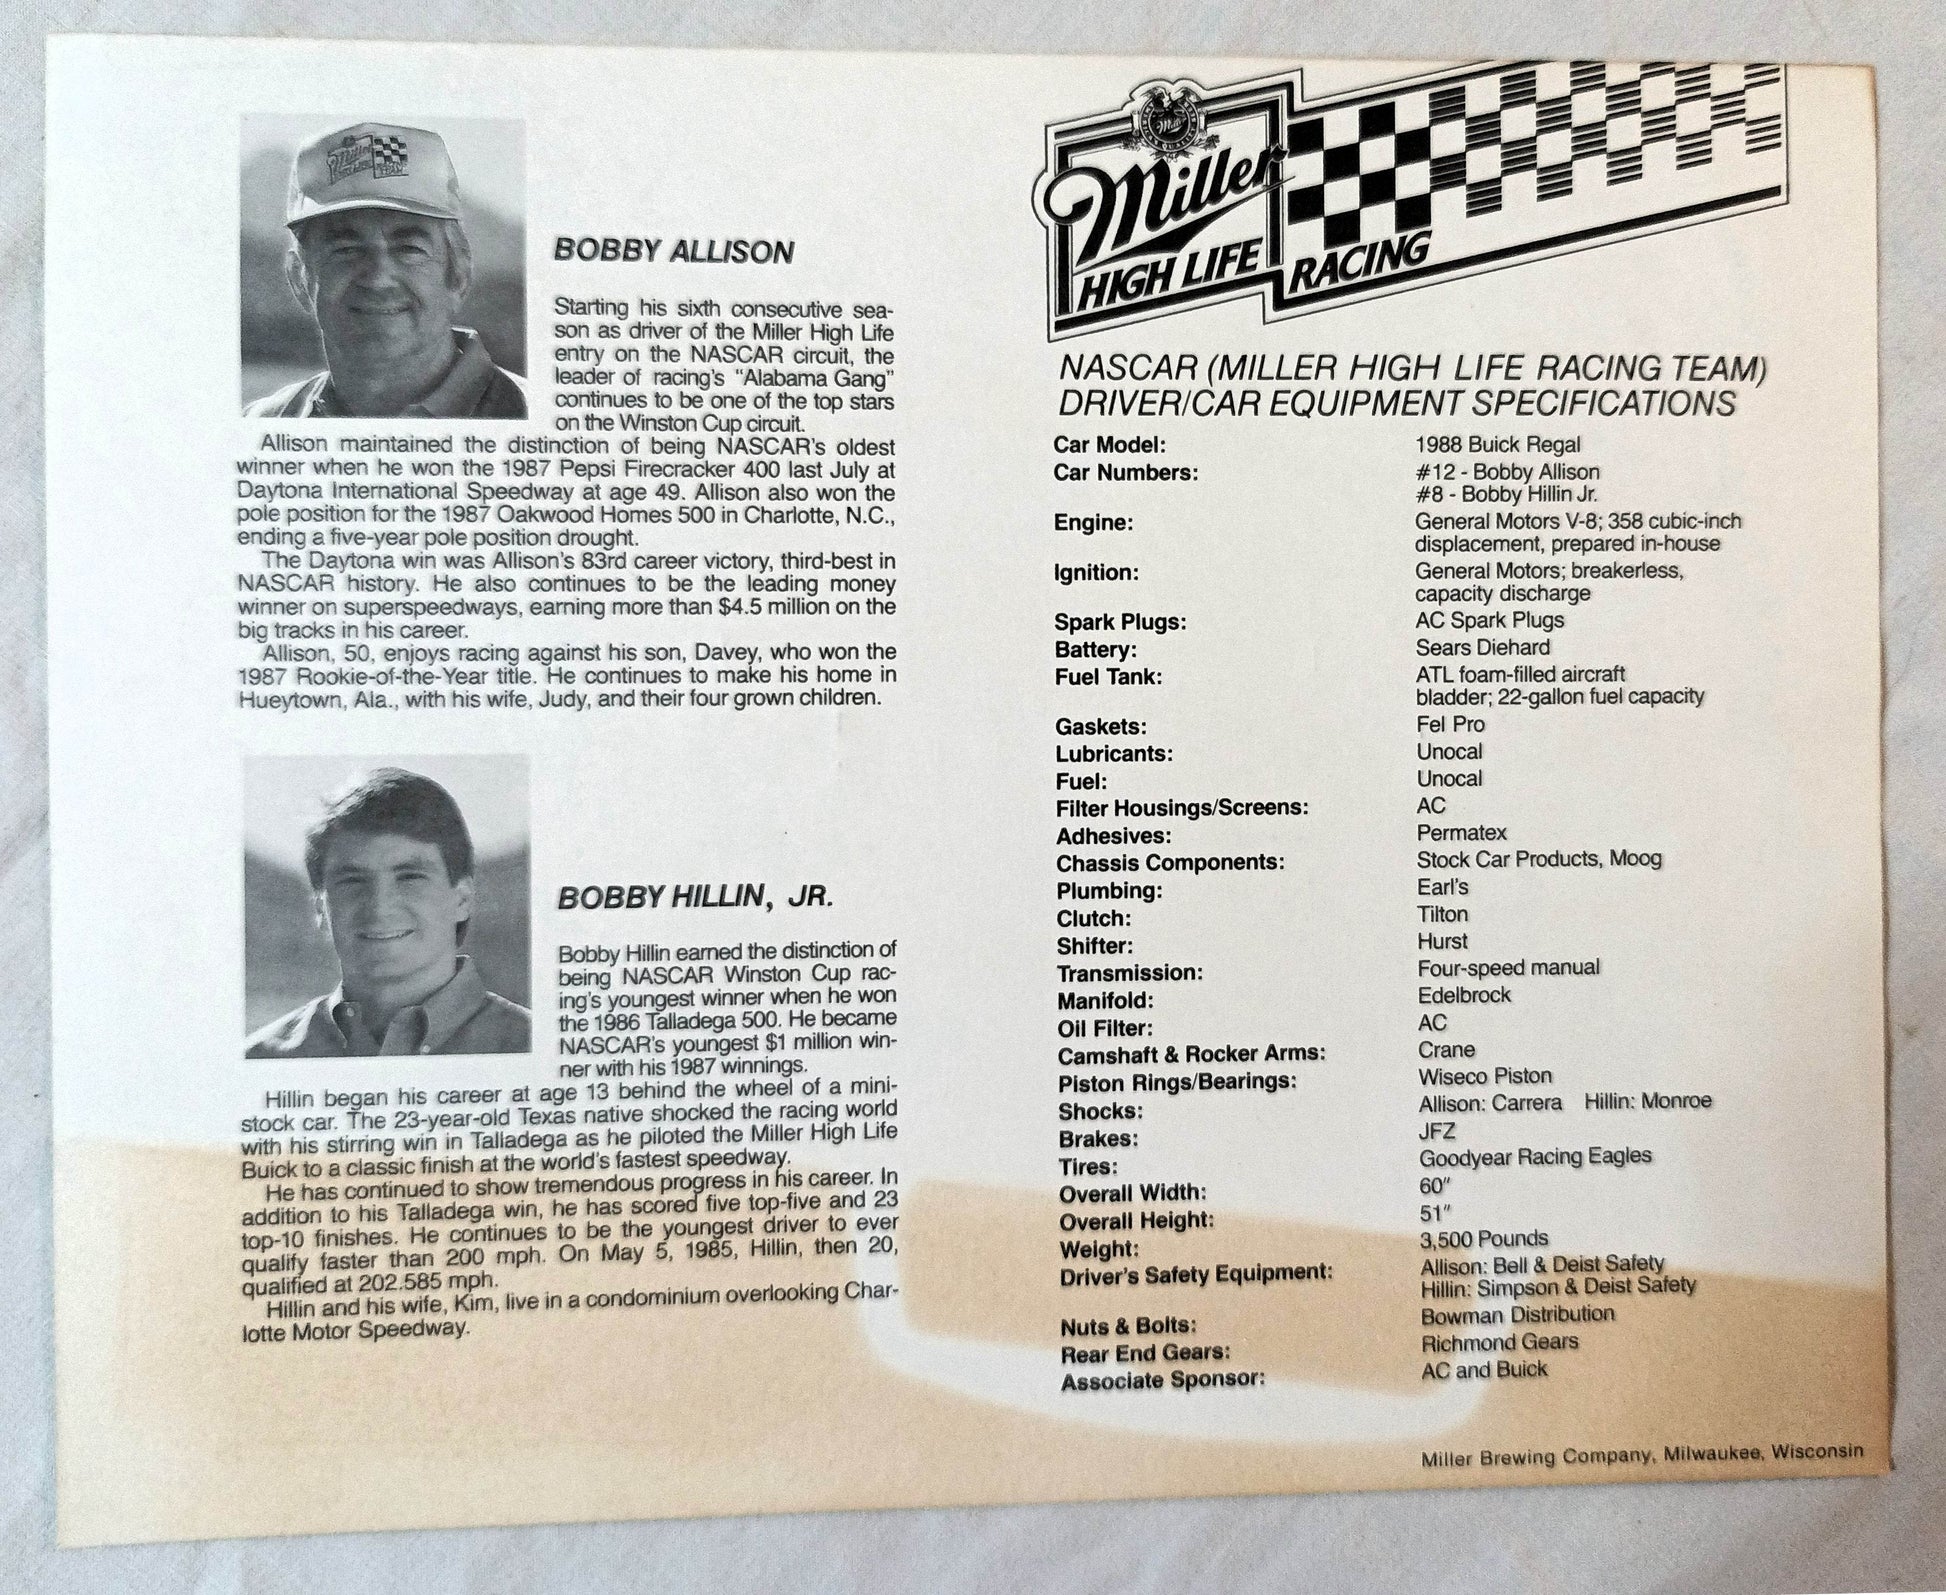 BOBBY ALLISON
Starting his sixth consecutive sea-
son as driver of the Miller High Life
entry on the NASCAR circuit, the
leader of racing's "Alabama Gang"
continues to be one of the top stars
on the Winston Cup circuit.
Allison maintained the distinction of being NASCAR's oldest
winner when he won the 1987 Pepsi Firecracker 400 last July at
Daytona International Speedway at age 49. Allison also won the
pole position for the 1987 Oakwood Homes 500 in Charlotte, N.C.,
ending a five-year pole position drought.
The Daytona win was Allison's 83rd career victory, third-best in
NASCAR history. He also continues to be the leading money
winner on superspeedways, earning more than $4.5 million on the
big tracks in his career.
Allison, 50, enjoys racing against his son, Davey, who won the
1987 Rookie-of-the-Year title. He continues to make his home in
Hueytown, Ala., with his wife, Judy, and their four grown children.
BOBBY HILLIN, JR.
Bobby Hillin earned the distinction of
being NASCAR Winston Cup rac-
ing's youngest winner when he won
the 1986 Talladega 500. He became
NASCAR's youngest $1 million win-
ner with his 1987 winnings.
Hillin began his career at age 13 behind the wheel of a mini-
stock car. The 23-year-old Texas native shocked the racing world
with his stirring win in Talladega as he piloted the Miller High Life
Buick to a classic finish at the world's fastest speedway.
He has continued to show tremendous progress in his career. In
addition to his Talladega win, he has scored five top-five and 23
top-10 finishes. He continues to be the youngest driver to ever
qualify faster than 200 mph. On May 5, 1985, Hillin, then 20,
qualified at 202.585 mph.
Hillin and his wife, Kim, live in a condominium overlooking Char-
lotte Motor Speedway.
Miller
HIGH LIFE RACING
NASCAR (MILLER HIGH LIFE RACING TEAM)
DRIVER/CAR EQUIPMENT SPECIFICATIONS
Car Model: 1988 Buick Regal
Car Numbers: #12 - Bobby Allison
#8 - Bobby Hillin Jr.
Engine: General Motors V-8; 358 cubic-inch
displacement, prepared in-house
Ignition: General Motors; breakerless,
capacity discharge
Spark Plugs: AC Spark Plugs
Battery: Sears Diehard
Fuel Tank: ATL foam-filled aircraft
bladder; 22-gallon fuel capacity
Gaskets: Fel Pro
Lubricants: Unocal
Fuel: Unocal
Filter Housings/Screens: AC
Adhesives: Permatex
Chassis Components: Stock Car Products, Moog
Plumbing: Earl's
Clutch: Tilton
Shifter: Hurst
Transmission: Four-speed manual
Manifold: Edelbrock
Oil Filter: AC
Camshaft & Rocker Arms: Crane
Piston Rings/Bearings: Wiseco Piston
Shocks: Allison: Carrera Hillin: Monroe
Brakes: JFZ
Tires: Goodyear Racing Eagles
Overall Width: 60"
Overall Height: 51"
Weight: 3,500 Pounds
Driver's Safety Equipment: Allison: Bell & Deist Safety
Hillin: Simpson & Deist Safety
Nuts & Bolts: Bowman Distribution
Rear End Gears: Richmond Gears
Associate Sponsor: AC and Buick
Miller Brewing Company, Milwaukee, Wisconsin